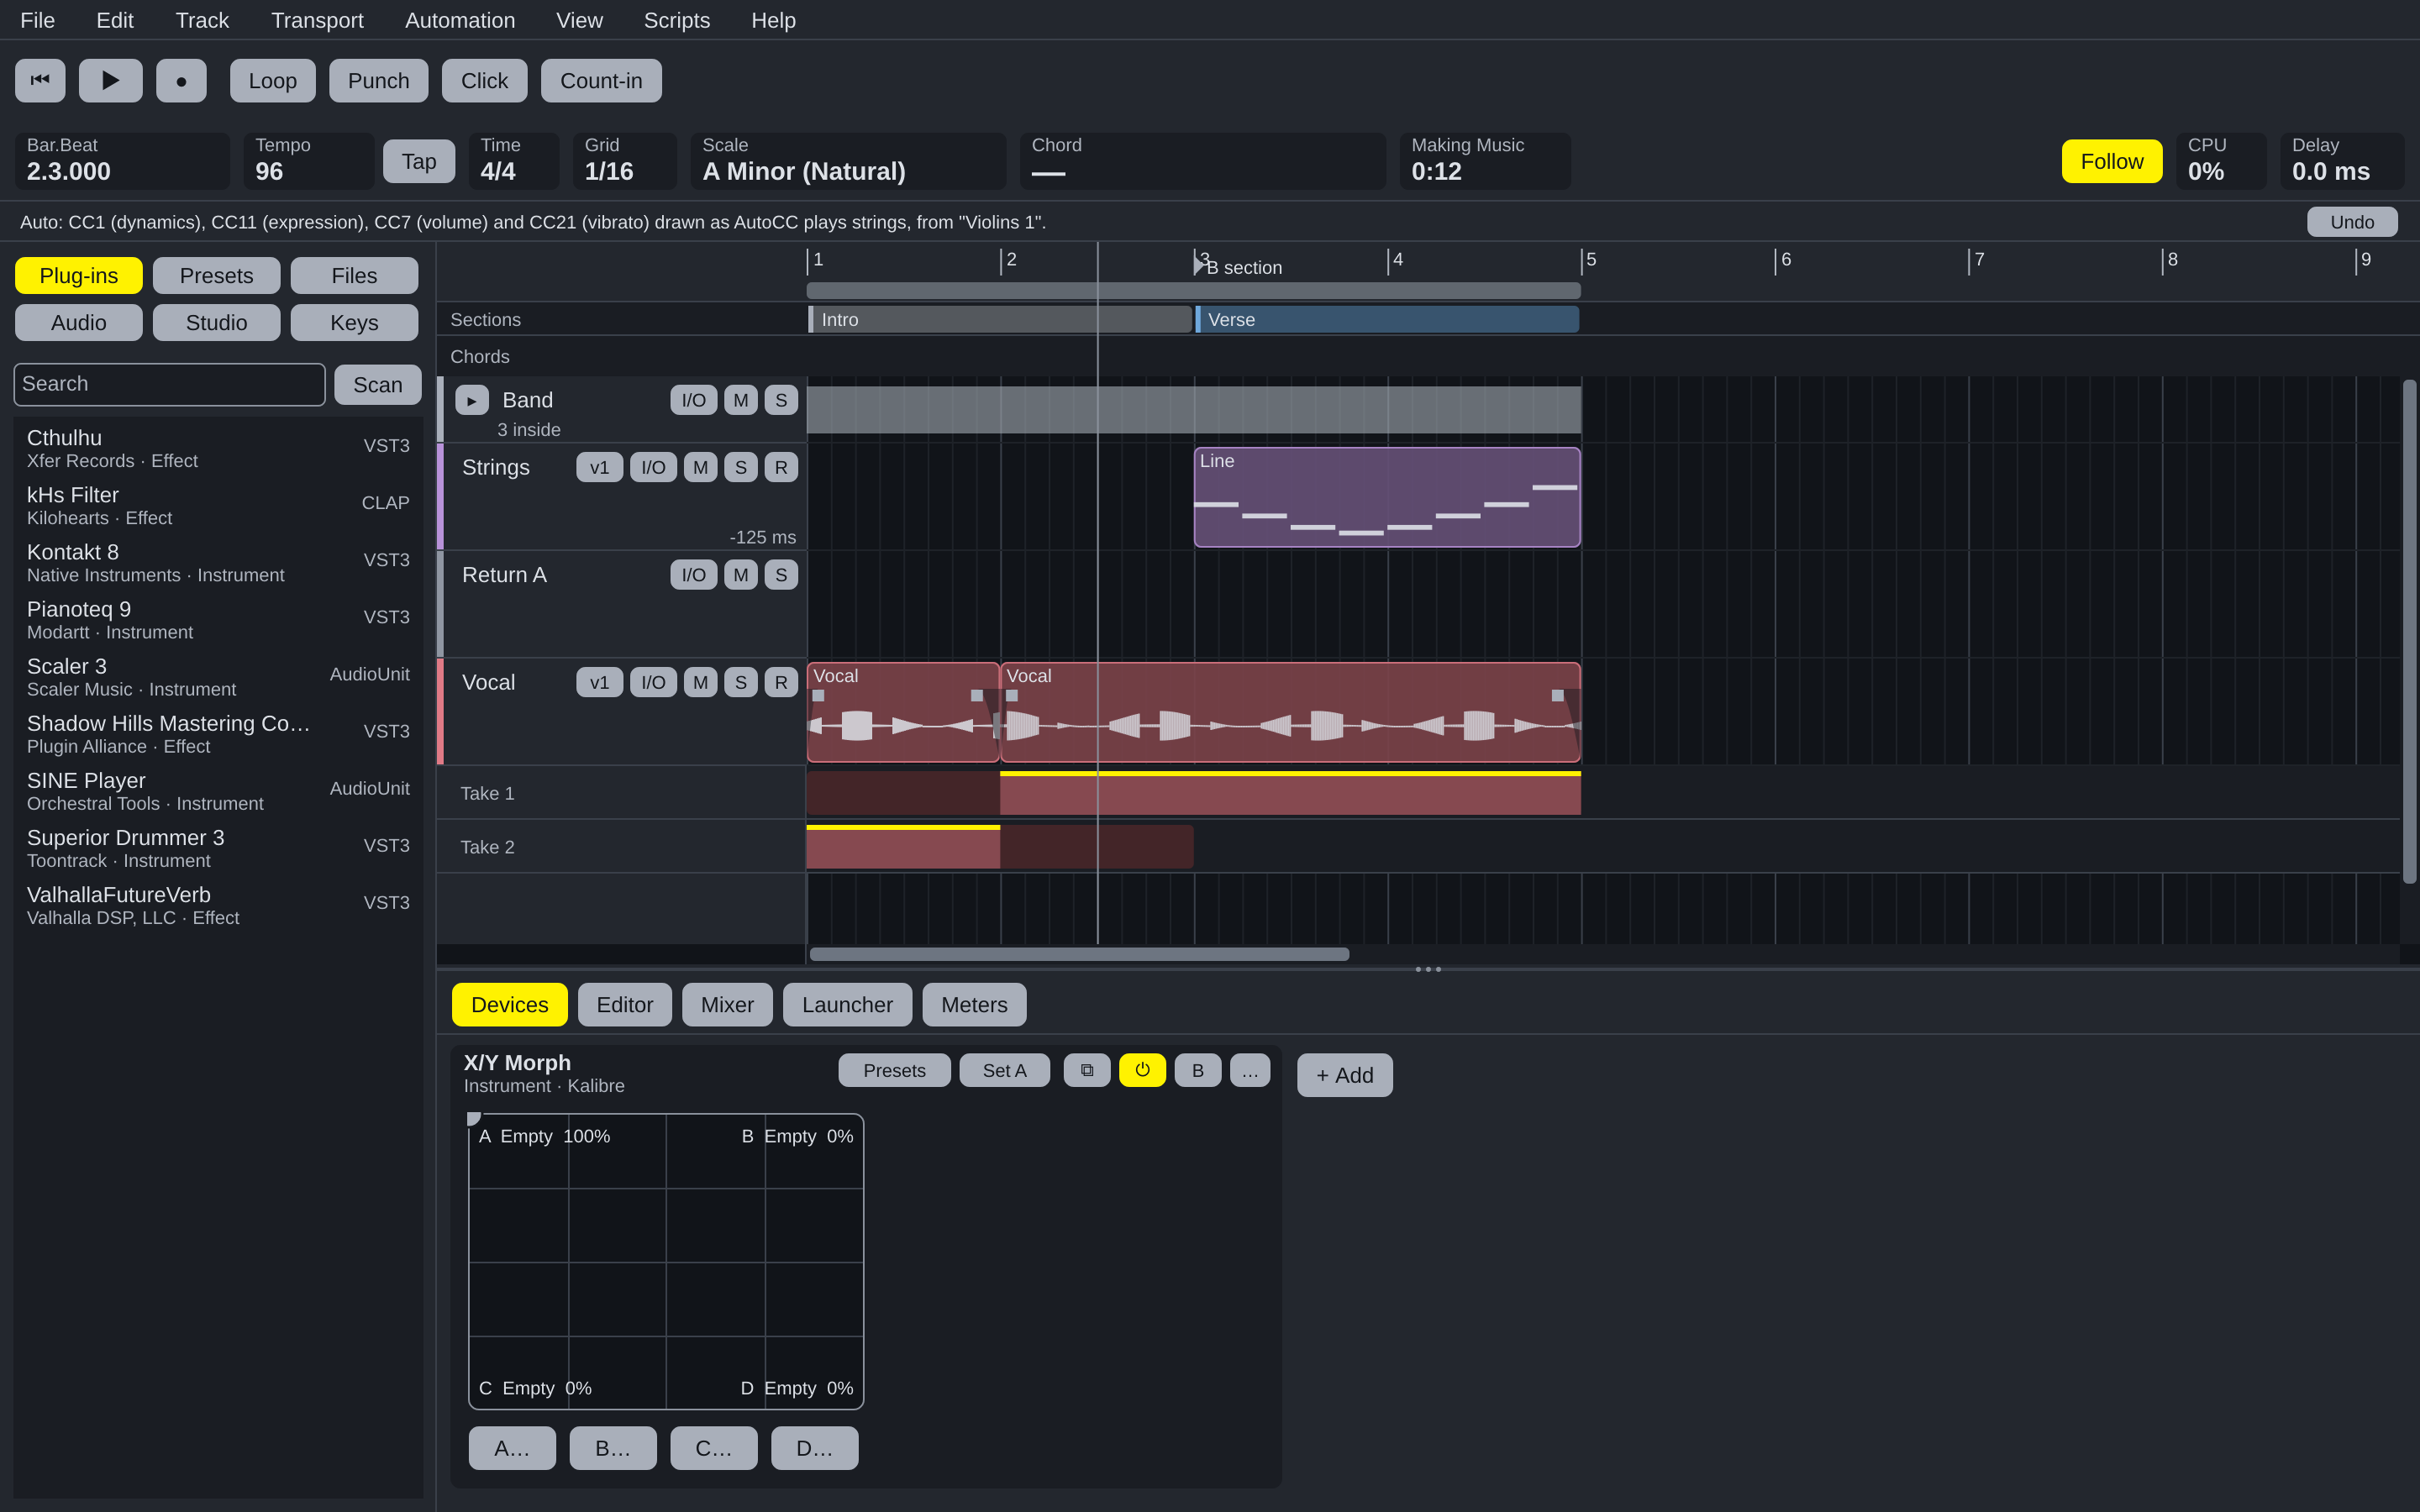 File Edit Track Transport Automation View Scripts Help
Loop Punch Click Count-in
Bar.Beat Tempo Time Grid Scale Chord Making Music CPU Delay
2.3.000 96 Tap 4/4 1/16 A Minor (Natural) — 0:12 Follow 0% 0.0 ms
Auto: CC1 (dynamics), CC11 (expression), CC7 (volume) and CC21 (vibrato) drawn as AutoCC plays strings, from "Violins 1". Undo
Plug-ins Presets Files
Audio Studio Keys
Search Scan
Cthulhu VST3
Xfer Records · Effect
kHs Filter CLAP
Kilohearts · Effect
Kontakt 8 VST3
Native Instruments · Instrument
Pianoteq 9 VST3
Modartt · Instrument
Scaler 3 AudioUnit
Scaler Music · Instrument
Shadow Hills Mastering Co… VST3
Plugin Alliance · Effect
SINE Player AudioUnit
Orchestral Tools · Instrument
Superior Drummer 3 VST3
Toontrack · Instrument
ValhallaFutureVerb VST3
Valhalla DSP, LLC · Effect
1 2 3 4 5 6 7 8 9
B section
Sections Intro Verse
Chords
Band I/O M S
3 inside
Strings v1 I/O M S R Line
-125 ms
Return A I/O M S
Vocal v1 I/O M S R Vocal Vocal
Take 1
Take 2
Devices Editor Mixer Launcher Meters
X/Y Morph Presets Set A B … + Add
Instrument · Kalibre
A Empty 100% B Empty 0%
C Empty 0% D Empty 0%
A… B… C… D…